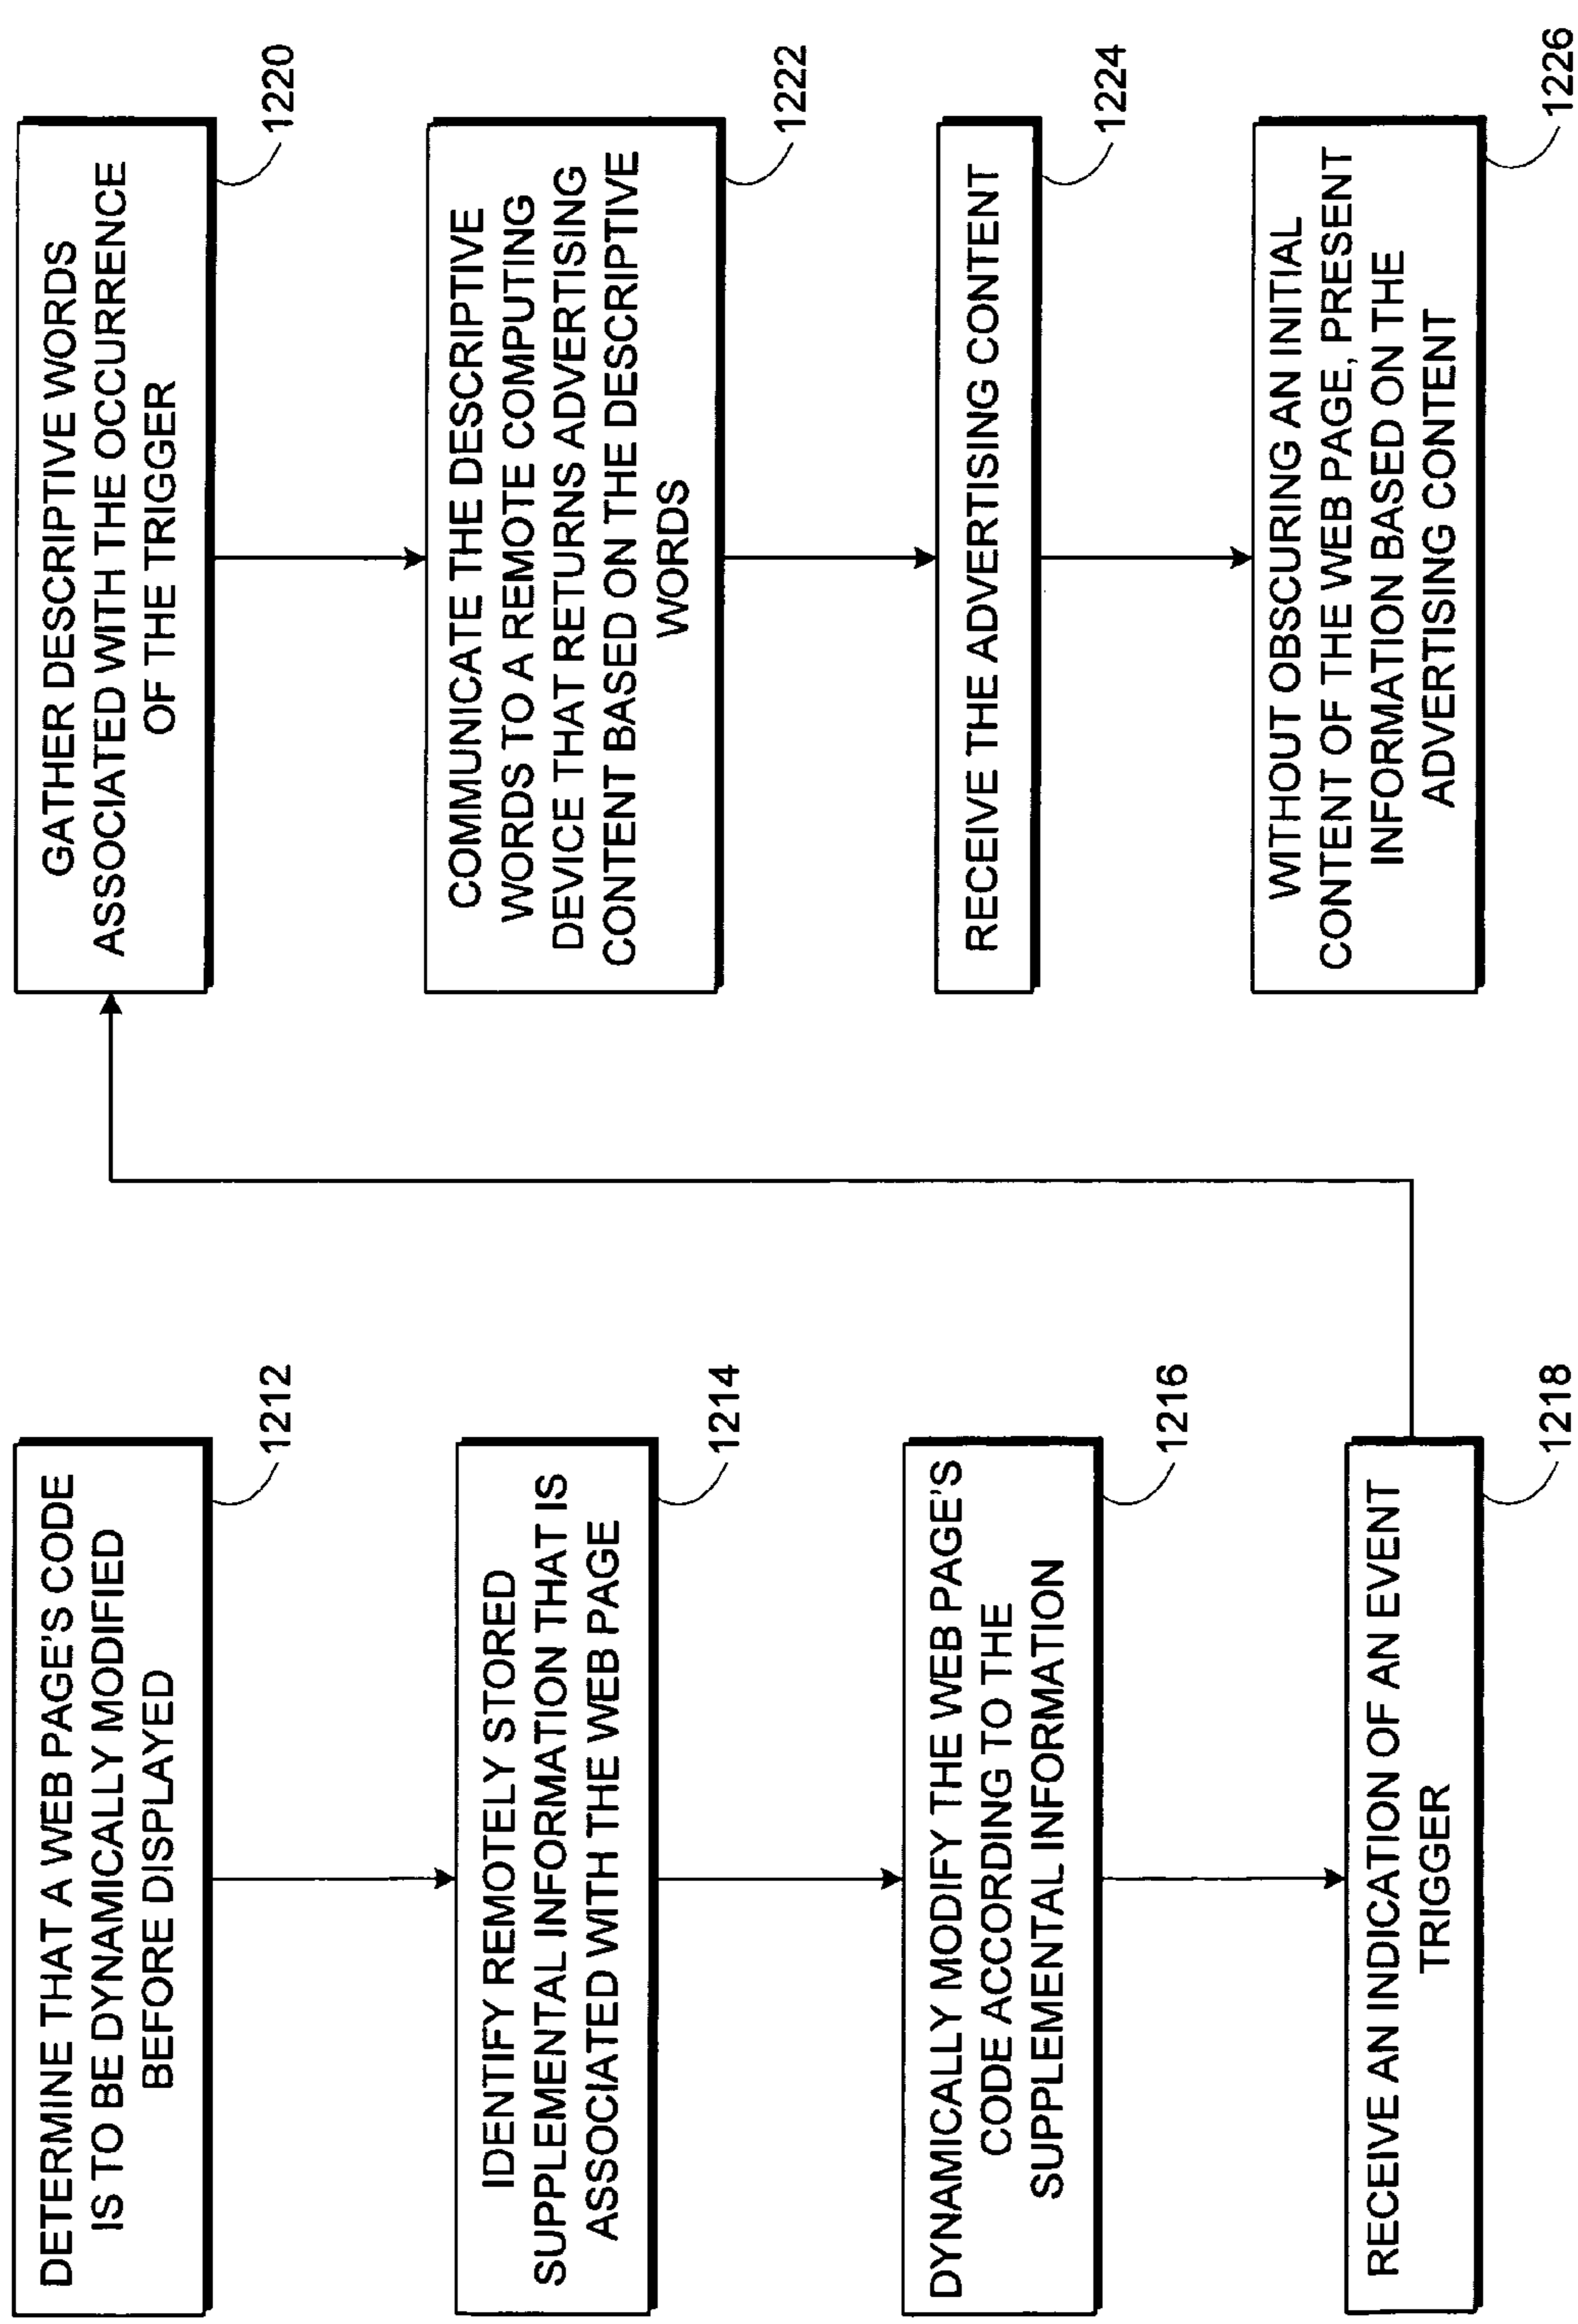 DETERMINE THAT A WEB PAGE'S CODE
IS TO BE DYNAMICALLY MODIFIED
BEFORE DISPLAYED
1212
IDENTIFY REMOTELY STORED
SUPPLEMENTAL INFORMATION THAT IS
ASSOCIATED WITH THE WEB PAGE
1214
DYNAMICALLY MODIFY THE WEB PAGE'S
CODE ACCORDING TO THE
SUPPLEMENTAL INFORMATION
1216
RECEIVE AN INDICATION OF AN EVENT
TRIGGER
1218
GATHER DESCRIPTIVE WORDS
ASSOCIATED WITH THE OCCURRENCE
OF THE TRIGGER
1220
COMMUNICATE THE DESCRIPTIVE
WORDS TO A REMOTE COMPUTING
DEVICE THAT RETURNS ADVERTISING
CONTENT BASED ON THE DESCRIPTIVE
WORDS
1222
RECEIVE THE ADVERTISING CONTENT
1224
WITHOUT OBSCURING AN INITIAL
CONTENT OF THE WEB PAGE, PRESENT
INFORMATION BASED ON THE
ADVERTISING CONTENT
1226